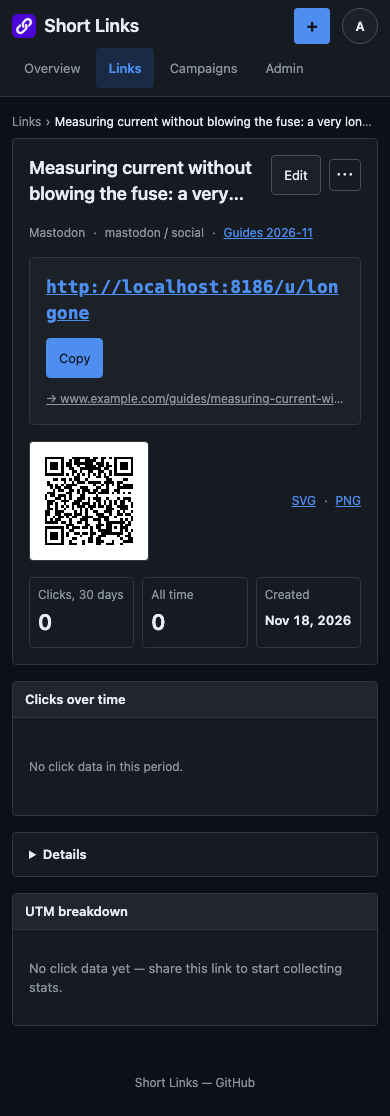 Short Links
+
A
Overview
Links
Campaigns
Admin
Links › Measuring current without blowing the fuse: a very lon...
Measuring current without
blowing the fuse: a very...
Edit
...
Mastodon · mastodon / social · Guides 2026-11
http://localhost:8186/u/lon
gone
Copy
→ www.example.com/guides/measuring-current-wi...
SVG · PNG
Clicks, 30 days
0
All time
0
Created
Nov 18, 2026
Clicks over time
No click data in this period.
Details
UTM breakdown
No click data yet — share this link to start collecting
stats.
Short Links — GitHub